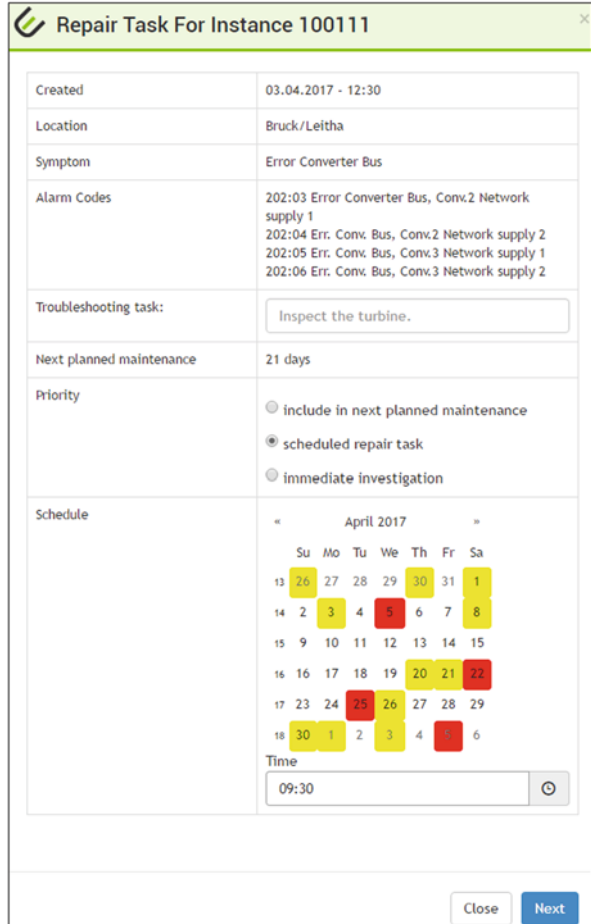 Repair Task For Instance 100111
×
Created 03.04.2017 - 12:30
Location Bruck/Leitha
Symptom Error Converter Bus
Alarm Codes 202:03 Error Converter Bus, Conv.2 Network
supply 1
202:04 Err. Conv. Bus, Conv.2 Network supply 2
202:05 Err. Conv. Bus, Conv.3 Network supply 1
202:06 Err. Conv. Bus, Conv.3 Network supply 2
Troubleshooting task: Inspect the turbine.
Next planned maintenance 21 days
Priority
include in next planned maintenance
scheduled repair task
immediate investigation
Schedule
« April 2017 »
Su Mo Tu We Th Fr Sa
13 26 27 28 29 30 31 1
14 2 3 4 5 6 7 8
15 9 10 11 12 13 14 15
16 16 17 18 19 20 21 22
17 23 24 25 26 27 28 29
18 30 1 2 3 4 5 6
Time
09:30
Close Next